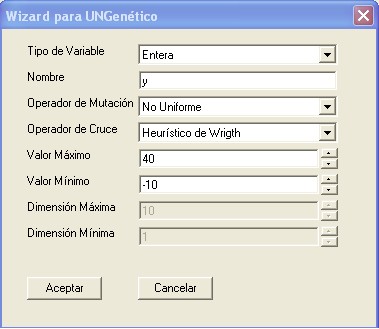 Wizard para UNGenético
Tipo de Variable Entera
Nombre y
Operador de Mutación No Uniforme
Operador de Cruce Heurístico de Wrigth
Valor Máximo 40
Valor Mínimo -10
Dimensión Máxima 10
Dimensión Mínima 1
Aceptar Cancelar